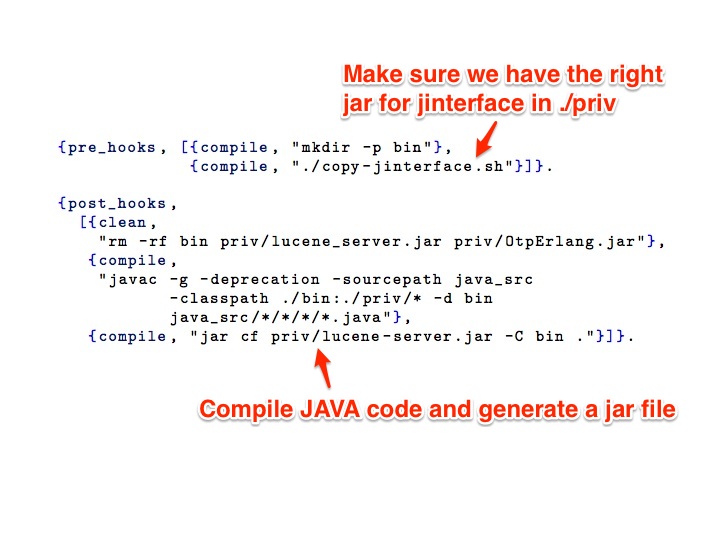 Make sure we have the right
jar for jinterface in ./priv
{pre_hooks, [{compile, "mkdir -p bin"},
{compile, "./copy-jinterface.sh"}]}.
{post_hooks,
[{clean,
"rm -rf bin priv/lucene_server.jar priv/OtpErlang.jar"},
{compile,
"javac -g -deprecation -sourcepath java_src
-classpath ./bin:./priv/* -d bin
java_src/*/*/*/*.java"},
{compile, "jar cf priv/lucene-server.jar -C bin ."}]}.
Compile JAVA code and generate a jar file